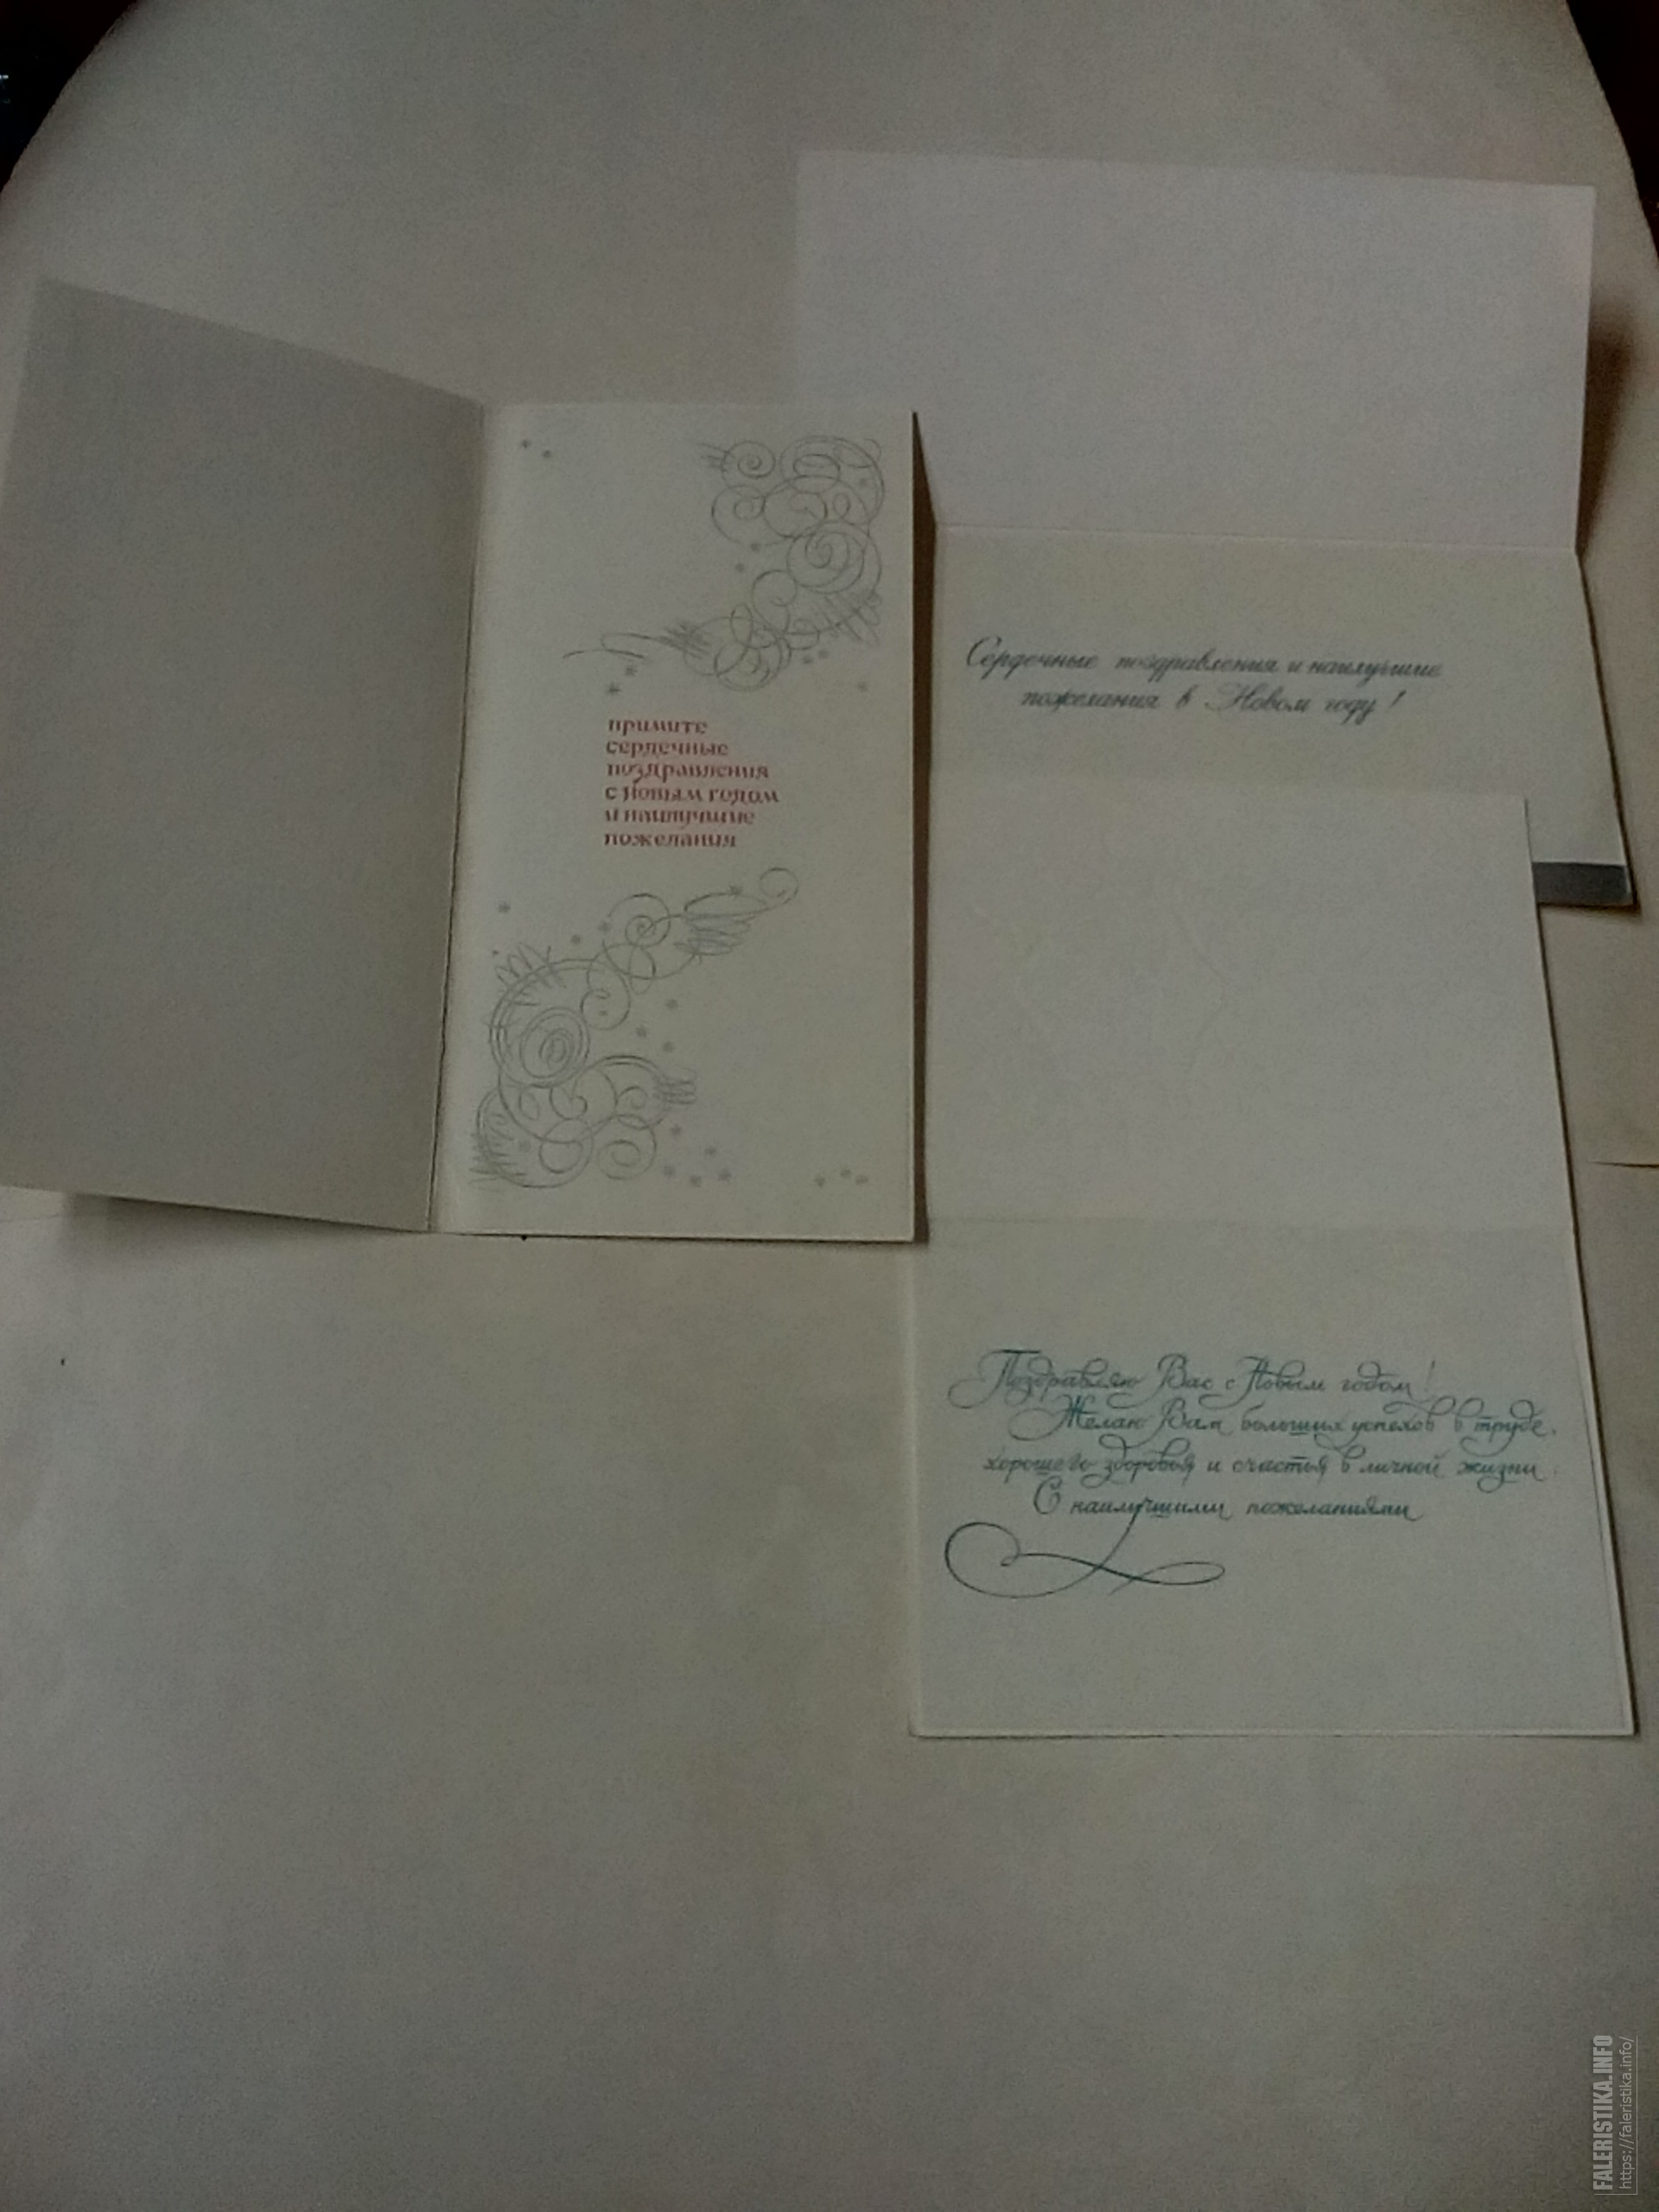 примите
сердечные
поздравления
с Новым годом
и наилучшие
пожелания
Сердечные поздравления и наилучшие
пожелания в Новом году!
Поздравляю Вас с Новым годом!
Желаю Вам больших успехов в труде,
хорошего здоровья и счастья в личной жизни.
С наилучшими пожеланиями
FALERISTIKA.INFO
https://faleristika.info/